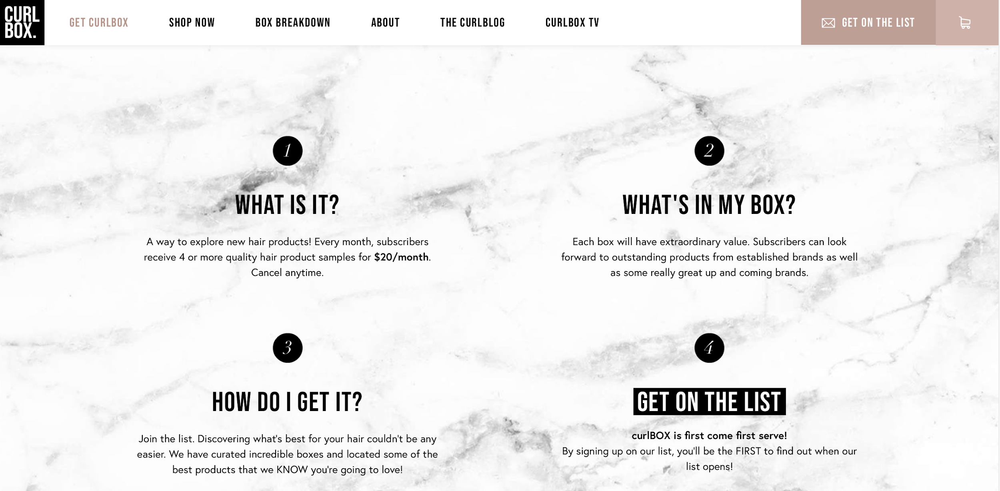 CURL
BOX.
GET CURLBOX
SHOP NOW
BOX BREAKDOWN
ABOUT
THE CURLBLOG
CURLBOX TV
GET ON THE LIST
1
WHAT IS IT?
A way to explore new hair products! Every month, subscribers
receive 4 or more quality hair product samples for $20/month.
Cancel anytime.
2
WHAT'S IN MY BOX?
Each box will have extraordinary value. Subscribers can look
forward to outstanding products from established brands as well
as some really great up and coming brands.
3
HOW DO I GET IT?
Join the list. Discovering what's best for your hair couldn't be any
easier. We have curated incredible boxes and located some of the
best products that we KNOW you're going to love!
4
GET ON THE LIST
curlBOX is first come first serve!
By signing up on our list, you'll be the FIRST to find out when our
list opens!